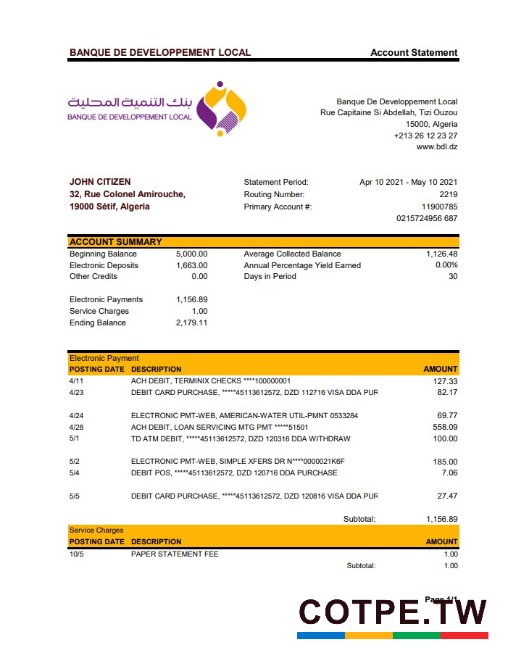 BANQUE DE DEVELOPPEMENT LOCAL Account Statement
بنك التنمية المحلية
BANQUE DE DEVELOPPEMENT LOCAL
Banque De Developpement Local
Rue Capitaine Si Abdellah, Tizi Ouzou
15000, Algeria
+213 26 12 23 27
www.bdl.dz
JOHN CITIZEN
32, Rue Colonel Amirouche,
19000 Sétif, Algeria
Statement Period: Apr 10 2021 - May 10 2021
Routing Number: 2219
Primary Account #: 11900785
0215724956 687
ACCOUNT SUMMARY
Beginning Balance 5,000.00 Average Collected Balance 1,126.48
Electronic Deposits 1,663.00 Annual Percentage Yield Earned 0.00%
Other Credits 0.00 Days in Period 30
Electronic Payments 1,156.89
Service Charges 1.00
Ending Balance 2,179.11
Electronic Payment
POSTING DATE DESCRIPTION AMOUNT
4/11 ACH DEBIT, TERMINIX CHECKS ****100000001 127.33
4/23 DEBIT CARD PURCHASE, *****45113612572, DZD 112716 VISA DDA PUR 82.17
4/24 ELECTRONIC PMT-WEB, AMERICAN-WATER UTIL-PMNT 0533284 69.77
4/28 ACH DEBIT, LOAN SERVICING MTG PMT *****51501 558.09
5/1 TD ATM DEBIT, *****45113612572, DZD 120316 DDA WITHDRAW 100.00
5/2 ELECTRONIC PMT-WEB, SIMPLE XFERS DR N****0000021K6F 185.00
5/4 DEBIT POS, *****45113612572, DZD 120716 DDA PURCHASE 7.06
5/5 DEBIT CARD PURCHASE, *****45113612572, DZD 120816 VISA DDA PUR 27.47
Subtotal: 1,156.89
Service Charges
POSTING DATE DESCRIPTION AMOUNT
10/5 PAPER STATEMENT FEE 1.00
Subtotal: 1.00
Page 1/1
COTPE.TW